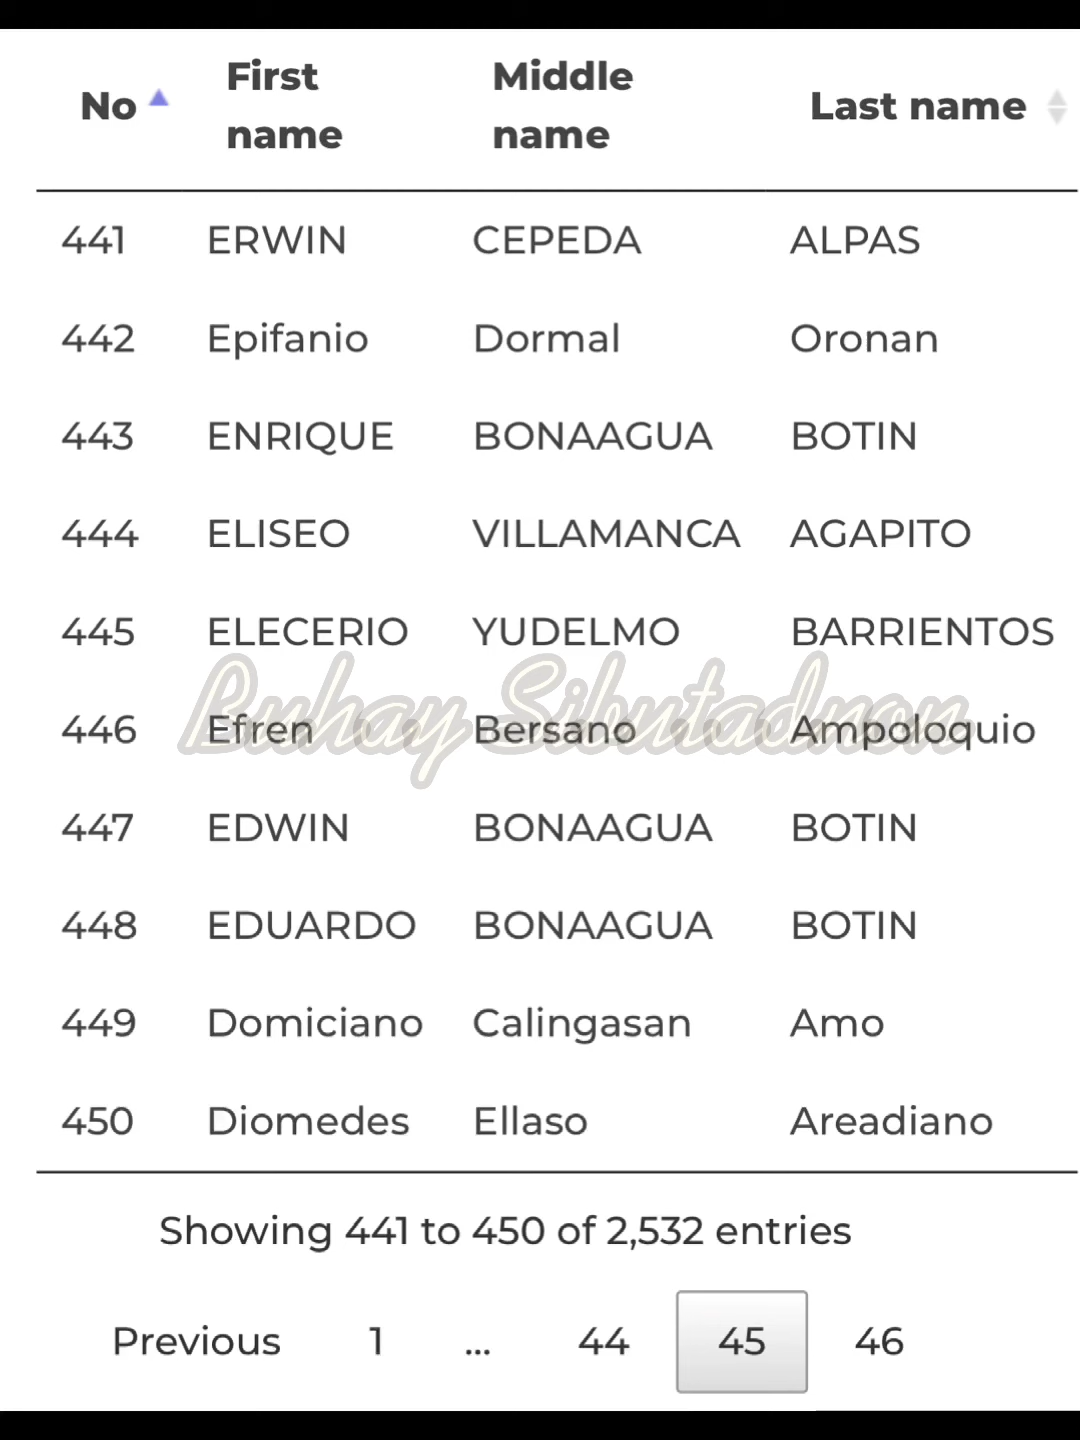 No First name Middle name Last name
441 ERWIN CEPEDA ALPAS
442 Epifanio Dormal Oronan
443 ENRIQUE BONAAGUA BOTIN
444 ELISEO VILLAMANCA AGAPITO
445 ELECERIO YUDELMO BARRIENTOS
Buhay Sibutadnon
446 Efren Bersano Ampoloquio
447 EDWIN BONAAGUA BOTIN
448 EDUARDO BONAAGUA BOTIN
449 Domiciano Calingasan Amo
450 Diomedes Ellaso Areadiano
Showing 441 to 450 of 2,532 entries
Previous 1 ... 44 45 46